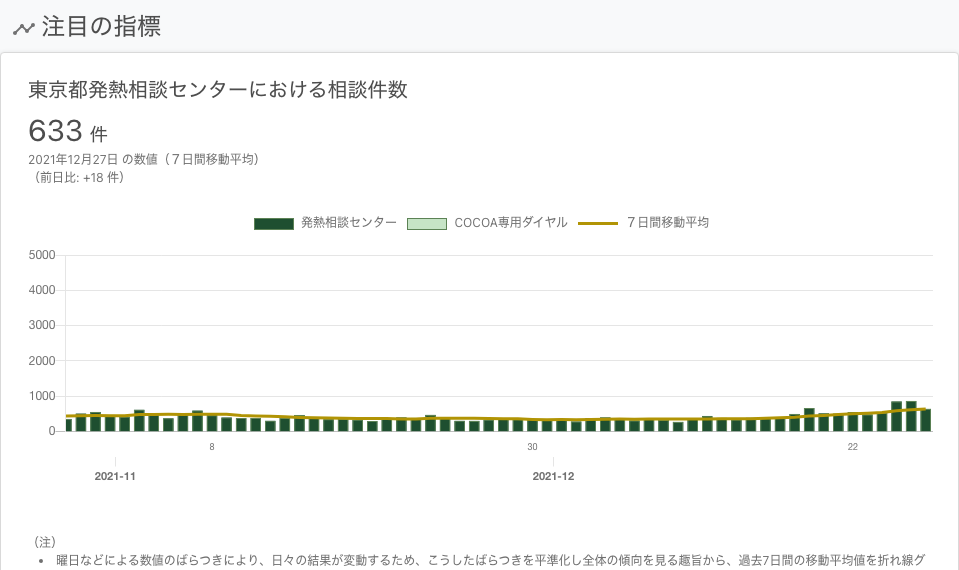 注目の指標
東京都発熱相談センターにおける相談件数
633 件
2021年12月27日 の数値（７日間移動平均）
（前日比: +18 件）
発熱相談センター COCOA専用ダイヤル ７日間移動平均
5000
4000
3000
2000
1000
0
8 30 22
2021-11 2021-12
（注）
• 曜日などによる数値のばらつきにより、日々の結果が変動するため、こうしたばらつきを平準化し全体の傾向を見る趣旨から、過去7日間の移動平均値を折れ線グ